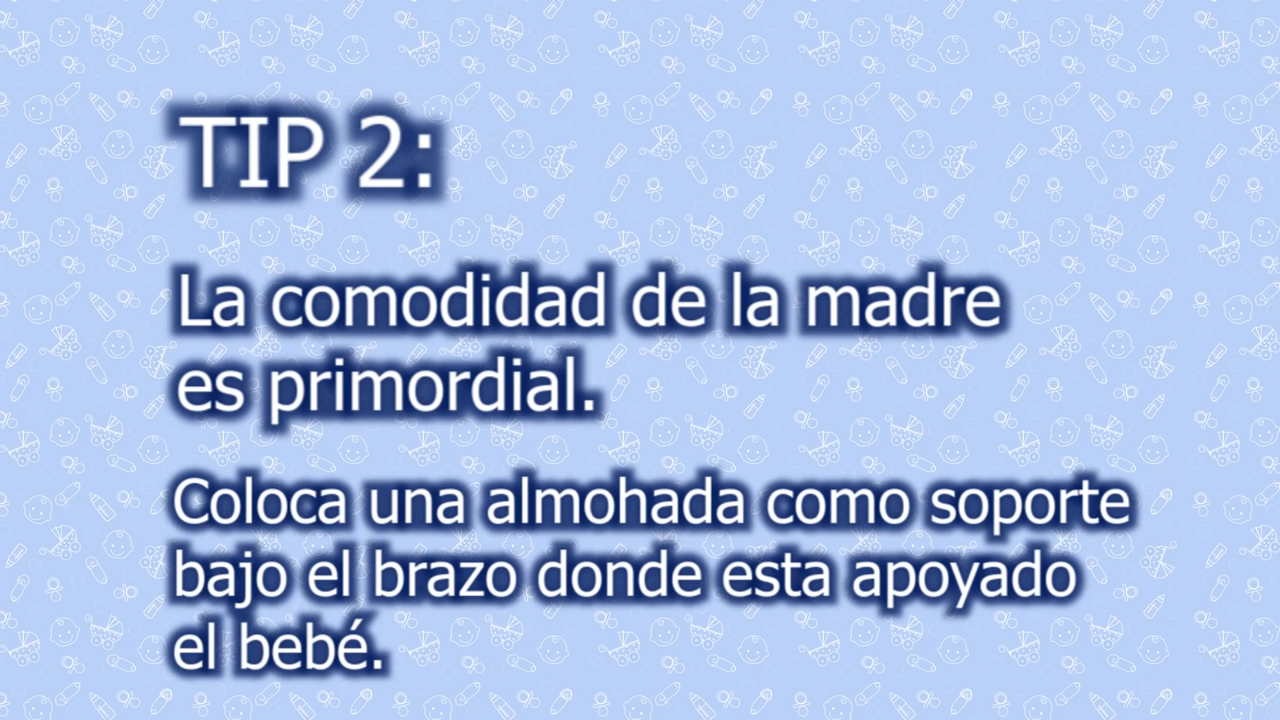 TIP 2:
La comodidad de la madre
es primordial.
Coloca una almohada como soporte
bajo el brazo donde esta apoyado
el bebé.